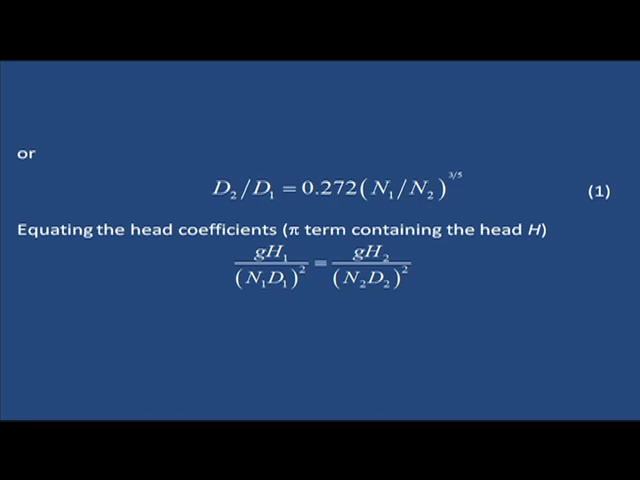 or
D₂/D₁ = 0.272(N₁/N₂)^3/5 (1)
Equating the head coefficients (π term containing the head H)
gH₁/(N₁D₁)² = gH₂/(N₂D₂)²